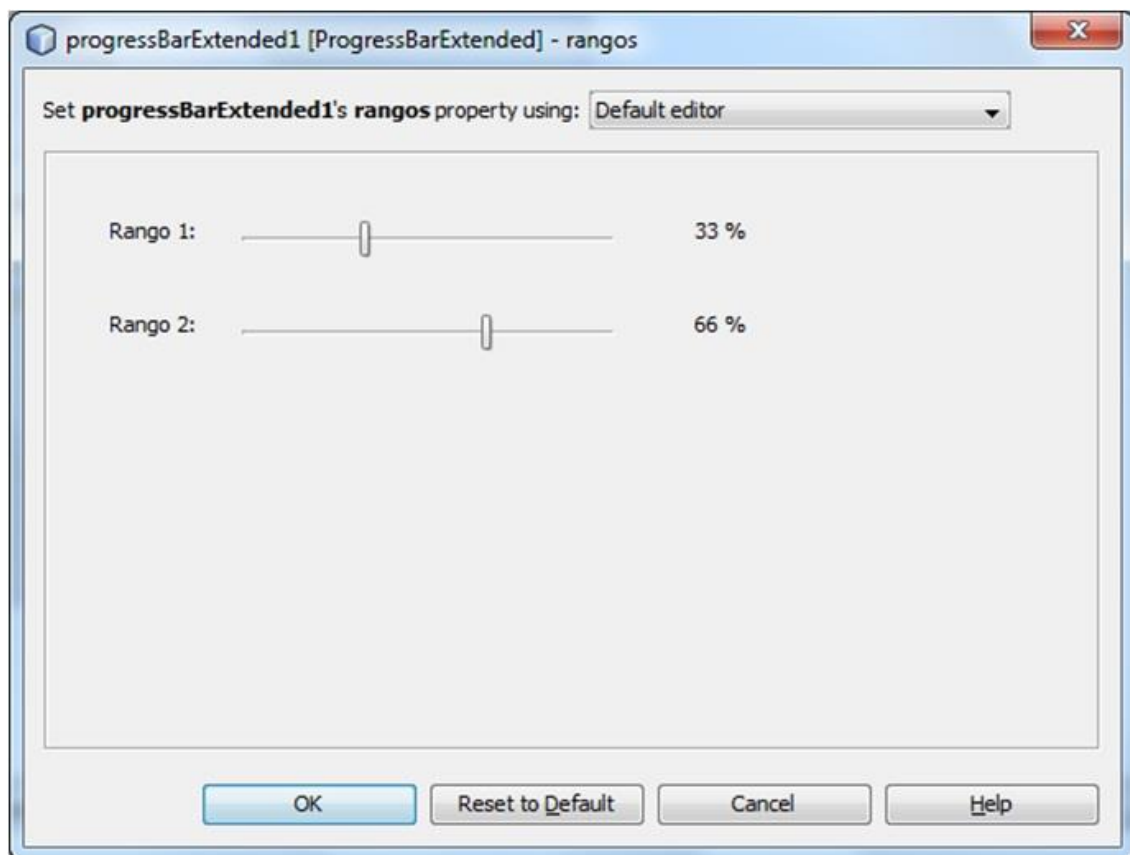 progressBarExtended1 [ProgressBarExtended] - rangos
Set progressBarExtended1's rangos property using: Default editor
Rango 1: 33 %
Rango 2: 66 %
OK Reset to Default Cancel Help